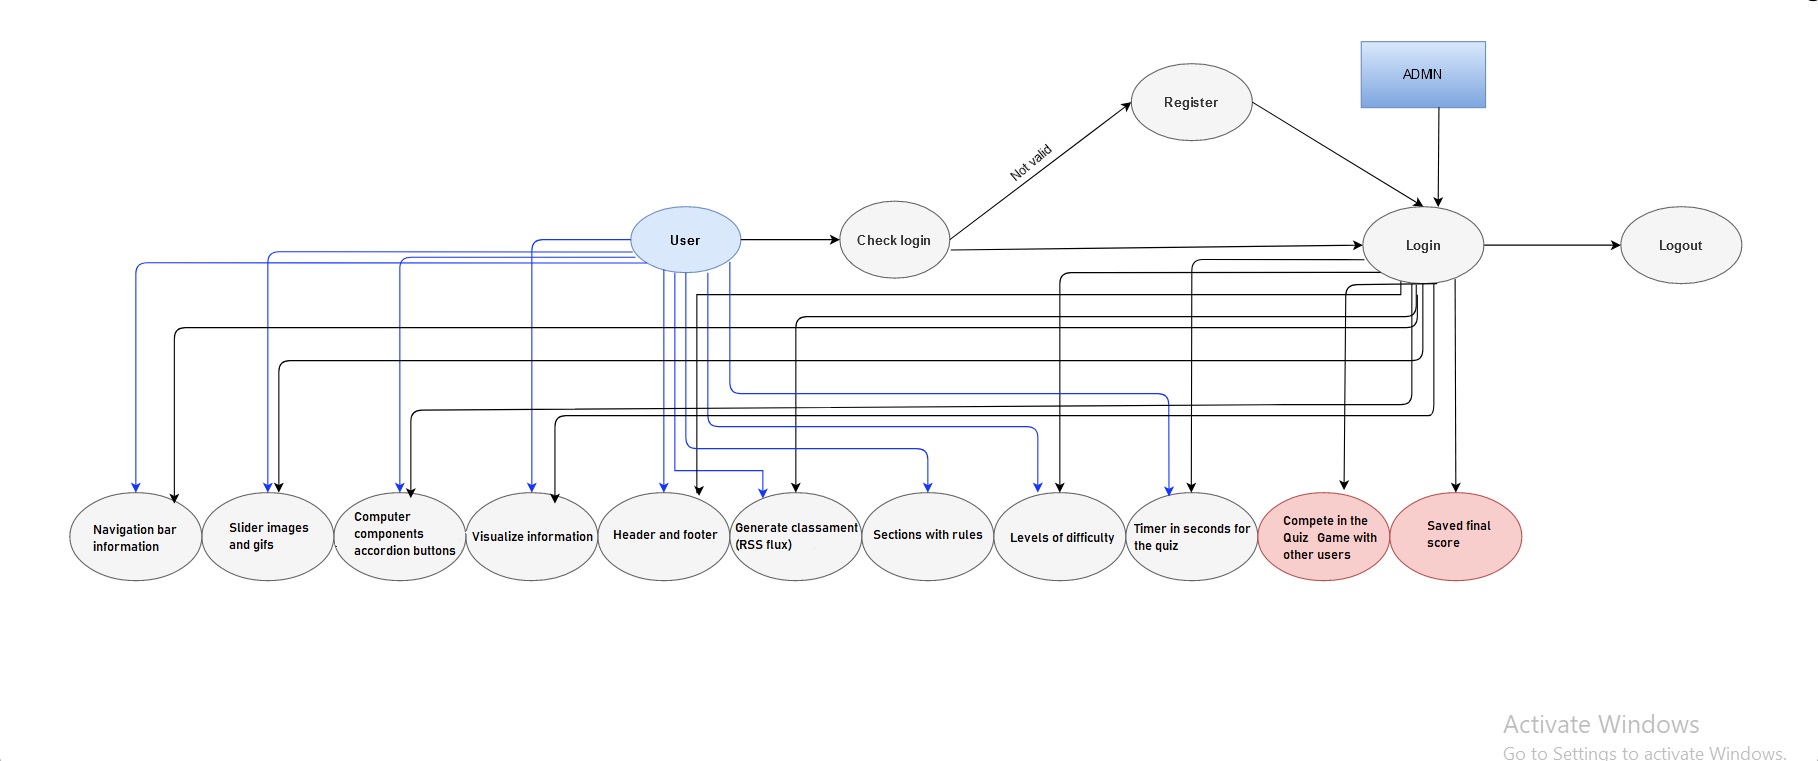 ADMIN
Register
Not valid
User
Check login
Login
Logout
Navigation bar
information
Slider images
and gifs
Computer
components
accordion buttons
Visualize information
Header and footer
Generate classament
(RSS flux)
Sections with rules
Levels of difficulty
Timer in seconds for
the quiz
Compete in the
Quiz Game with
other users
Saved final
score
Activate Windows
Go to Settings to activate Windows.